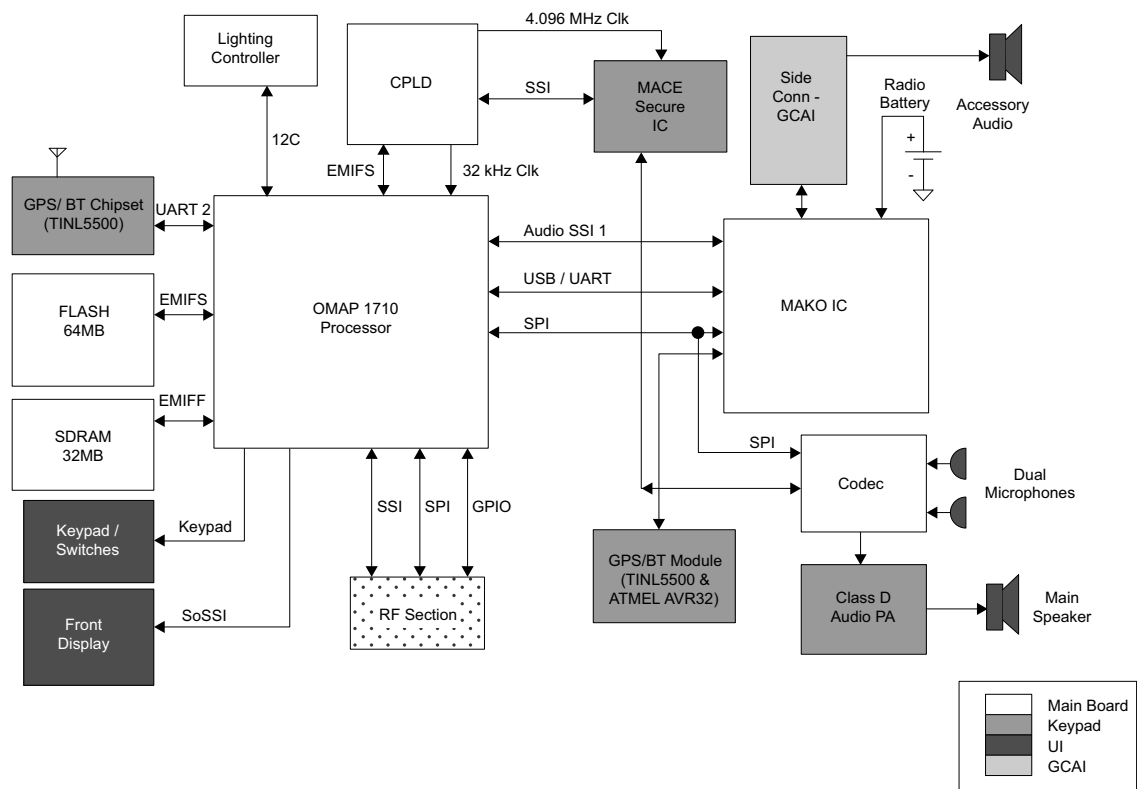 4.096 MHz Clk
Lighting
Controller
CPLD
SSI
MACE
Secure
IC
Side
Conn -
GCAI
Radio
Battery
+
-
Accessory
Audio
12C
EMIFS
32 kHz Clk
GPS/ BT Chipset
(TINL5500)
UART 2
Audio SSI 1
USB / UART
SPI
OMAP 1710
Processor
MAKO IC
FLASH
64MB
EMIFS
SDRAM
32MB
EMIFF
SPI
Codec
Dual
Microphones
Keypad /
Switches
Keypad
SSI
SPI
GPIO
GPS/BT Module
(TINL5500 &
ATMEL AVR32)
Class D
Audio PA
Main
Speaker
Front
Display
SoSSI
RF Section
Main Board
Keypad
UI
GCAI